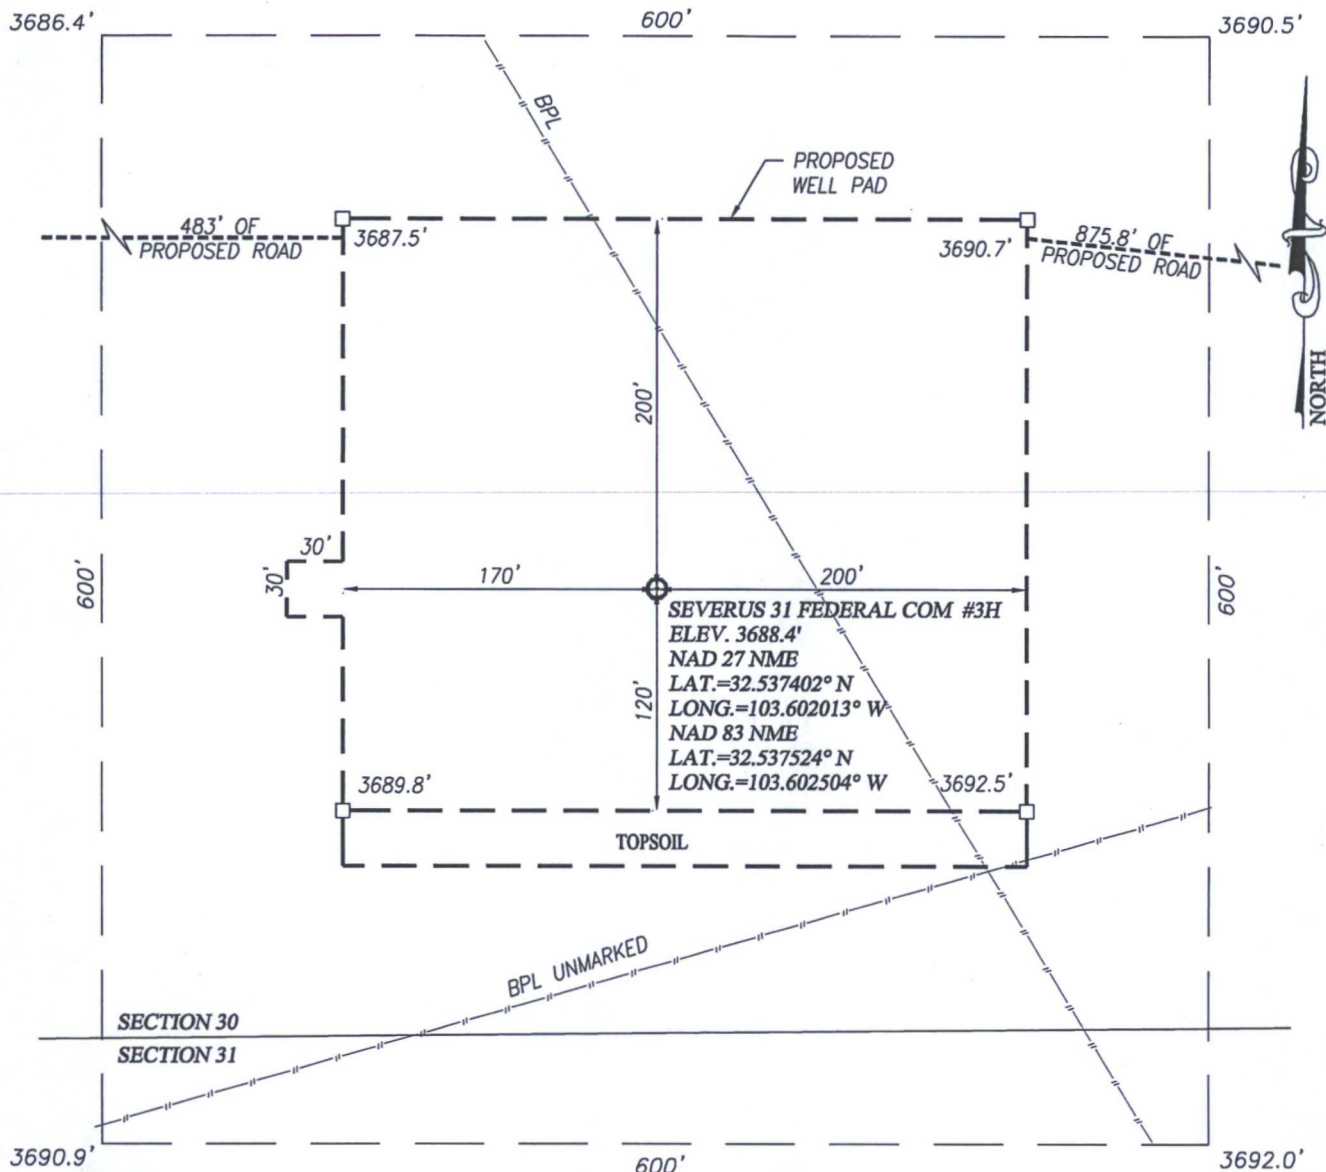 3686.4'
600'
3690.5'
BPL
PROPOSED
WELL PAD
483' OF
PROPOSED ROAD
3687.5'
3690.7'
875.8' OF
PROPOSED ROAD
NORTH
200'
600'
30'
30'
170'
200'
600'
SEVERUS 31 FEDERAL COM #3H
ELEV. 3688.4'
NAD 27 NME
LAT.=32.537402° N
LONG.=103.602013° W
NAD 83 NME
LAT.=32.537524° N
LONG.=103.602504° W
120'
3689.8'
3692.5'
TOPSOIL
BPL UNMARKED
SECTION 30
SECTION 31
3690.9'
600'
3692.0'